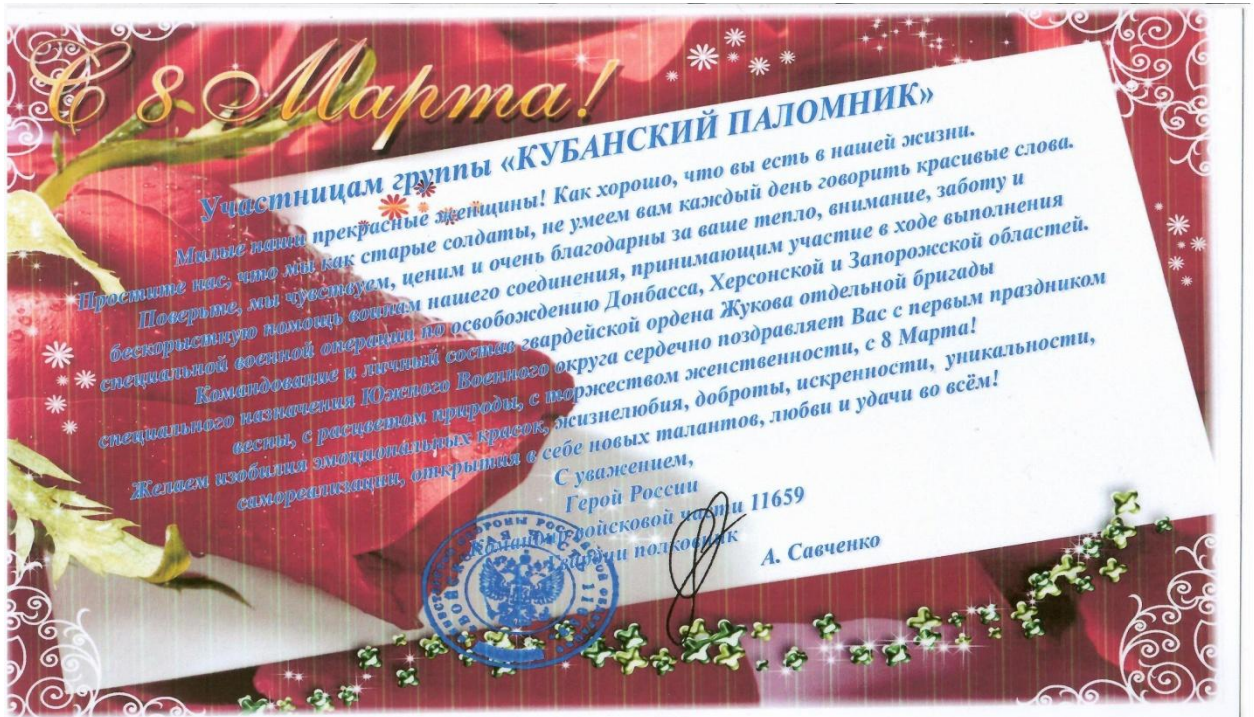 С 8 Марта!
Участницам группы «КУБАНСКИЙ ПАЛОМНИК»
Милые наши прекрасные женщины! Как хорошо, что вы есть в нашей жизни.
Простите нас, что мы как старые солдаты, не умеем вам каждый день говорить красивые слова.
Поверьте, мы чувствуем, ценим и очень благодарны за ваше тепло, внимание, заботу и
бескорыстную помощь воинам нашего соединения, принимающим участие в ходе выполнения
специальной военной операции по освобождению Донбасса, Херсонской и Запорожской областей.
Командование и личный состав гвардейской ордена Жукова отдельной бригады
специального назначения Южного Военного округа сердечно поздравляет Вас с первым праздником
весны, с расцветом природы, с торжеством женственности, с 8 Марта!
Желаем изобилия эмоциональных красок, жизнелюбия, доброты, искренности, уникальности,
самореализации, открытия в себе новых талантов, любви и удачи во всём!
С уважением,
Герой России
Командир войсковой части 11659
Гвардии полковник
А. Савченко
ВОЙСКОВАЯ ЧАСТЬ